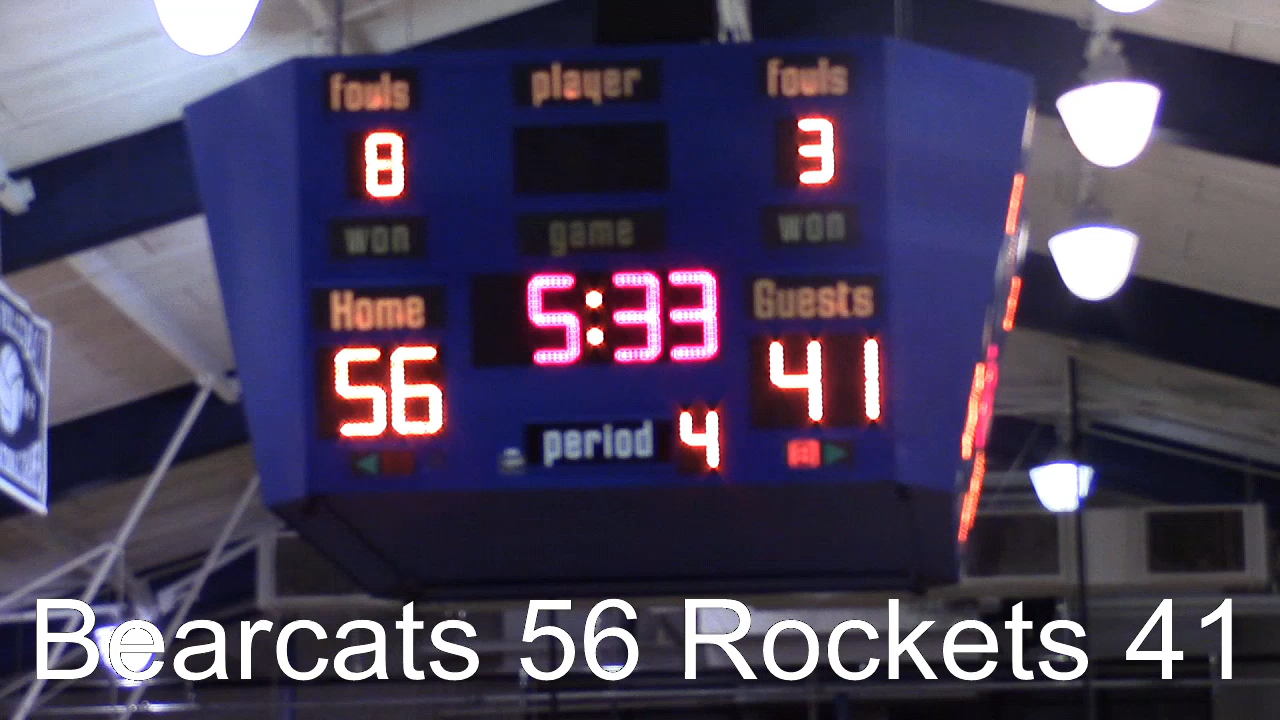 fouls player fouls
8 3
won game won
Home 5:33 Guests
56 41
period 4
Bearcats 56 Rockets 41